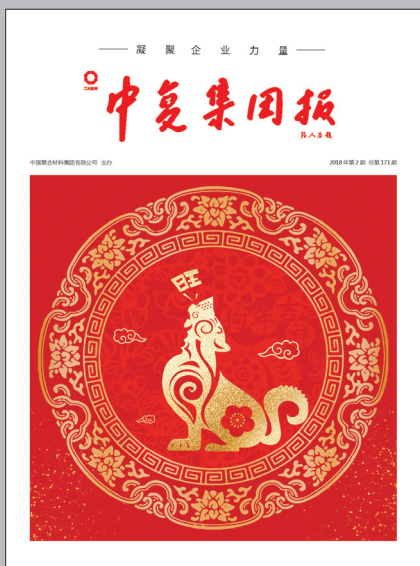 凝聚企业力量
中复集团报
中国复合材料集团有限公司 主办
2018年第2期 总第171期
旺